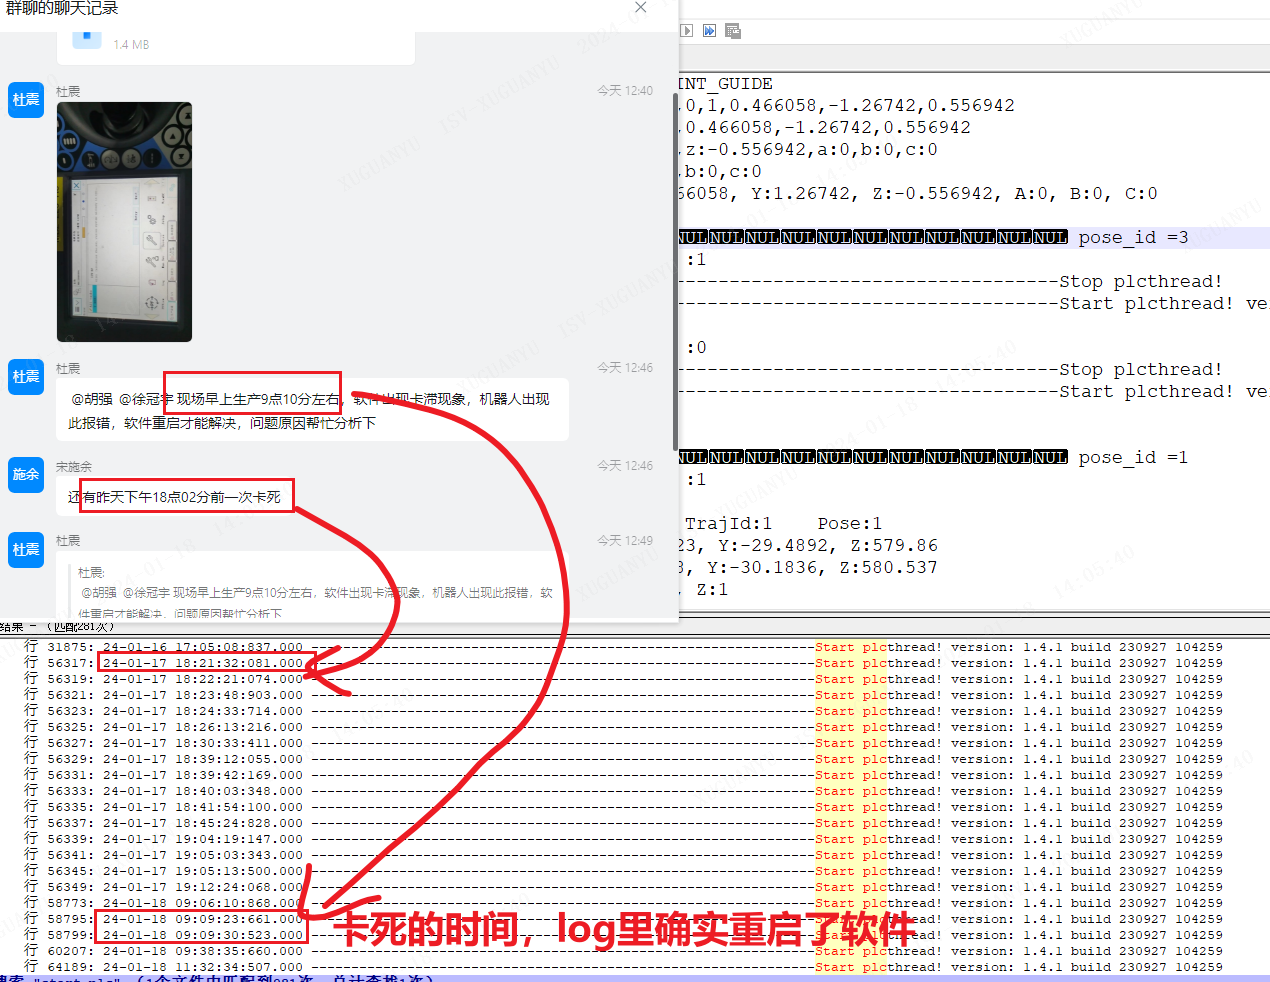 群聊的聊天记录
1.4 MB
杜震
杜震
今天 12:40
杜震
杜震
今天 12:46
@胡强 @徐冠宇 现场早上生产9点10分左右，软件出现卡滞现象，机器人出现
此报错，软件重启才能解决，问题原因帮忙分析下
施余
宋施余
今天 12:46
还有昨天下午18点02分前一次卡死
杜震
杜震
今天 12:49
杜震:
@胡强 @徐冠宇 现场早上生产9点10分左右，软件出现卡滞现象，机器人出现此报错，软
件重启才能解决，问题原因帮忙分析下
INT_GUIDE
,0,1,0.466058,-1.26742,0.556942
,0.466058,-1.26742,0.556942
,z:-0.556942,a:0,b:0,c:0
,b:0,c:0
66058, Y:1.26742, Z:-0.556942, A:0, B:0, C:0
NULNULNULNULNULNULNULNULNULNULNUL pose_id =3
:1
-----------------------------------Stop plcthread!
-----------------------------------Start plcthread! ve
:0
-----------------------------------Stop plcthread!
-----------------------------------Start plcthread! ve
NULNULNULNULNULNULNULNULNULNULNUL pose_id =1
:1
TrajId:1 Pose:1
23, Y:-29.4892, Z:579.86
3, Y:-30.1836, Z:580.537
, Z:1
结果 - (匹配281次)
行 31875: 24-01-16 17:05:08:837.000 ---------------------------------------------------------------Start plcthread! version: 1.4.1 build 230927 104259
行 56317: 24-01-17 18:21:32:081.000 ---------------------------------------------------------------Start plcthread! version: 1.4.1 build 230927 104259
行 56319: 24-01-17 18:22:21:074.000 ---------------------------------------------------------------Start plcthread! version: 1.4.1 build 230927 104259
行 56321: 24-01-17 18:23:48:903.000 ---------------------------------------------------------------Start plcthread! version: 1.4.1 build 230927 104259
行 56323: 24-01-17 18:24:33:714.000 ---------------------------------------------------------------Start plcthread! version: 1.4.1 build 230927 104259
行 56325: 24-01-17 18:26:13:216.000 ---------------------------------------------------------------Start plcthread! version: 1.4.1 build 230927 104259
行 56327: 24-01-17 18:30:33:411.000 ---------------------------------------------------------------Start plcthread! version: 1.4.1 build 230927 104259
行 56329: 24-01-17 18:39:12:055.000 ---------------------------------------------------------------Start plcthread! version: 1.4.1 build 230927 104259
行 56331: 24-01-17 18:39:42:169.000 ---------------------------------------------------------------Start plcthread! version: 1.4.1 build 230927 104259
行 56333: 24-01-17 18:40:03:348.000 ---------------------------------------------------------------Start plcthread! version: 1.4.1 build 230927 104259
行 56335: 24-01-17 18:41:54:100.000 ---------------------------------------------------------------Start plcthread! version: 1.4.1 build 230927 104259
行 56337: 24-01-17 18:45:24:828.000 ---------------------------------------------------------------Start plcthread! version: 1.4.1 build 230927 104259
行 56339: 24-01-17 19:04:19:147.000 ---------------------------------------------------------------Start plcthread! version: 1.4.1 build 230927 104259
行 56341: 24-01-17 19:05:03:343.000 ---------------------------------------------------------------Start plcthread! version: 1.4.1 build 230927 104259
行 56345: 24-01-17 19:05:13:500.000 ---------------------------------------------------------------Start plcthread! version: 1.4.1 build 230927 104259
行 56349: 24-01-17 19:12:24:068.000 ---------------------------------------------------------------Start plcthread! version: 1.4.1 build 230927 104259
行 58773: 24-01-18 09:06:10:868.000 ---------------------------------------------------------------Start plcthread! version: 1.4.1 build 230927 104259
行 58795: 24-01-18 09:09:23:661.000 ---------------------------------------------------------------Start plcthread! version: 1.4.1 build 230927 104259
行 58799: 24-01-18 09:09:30:523.000 ---------------------------------------------------------------Start plcthread! version: 1.4.1 build 230927 104259
行 60207: 24-01-18 09:38:35:660.000 ---------------------------------------------------------------Start plcthread! version: 1.4.1 build 230927 104259
行 64189: 24-01-18 11:32:34:507.000 ---------------------------------------------------------------Start plcthread! version: 1.4.1 build 230927 104259
卡死的时间，log里确实重启了软件
搜索 "start plc" (1个文件中匹配到281次，总计查找1次)